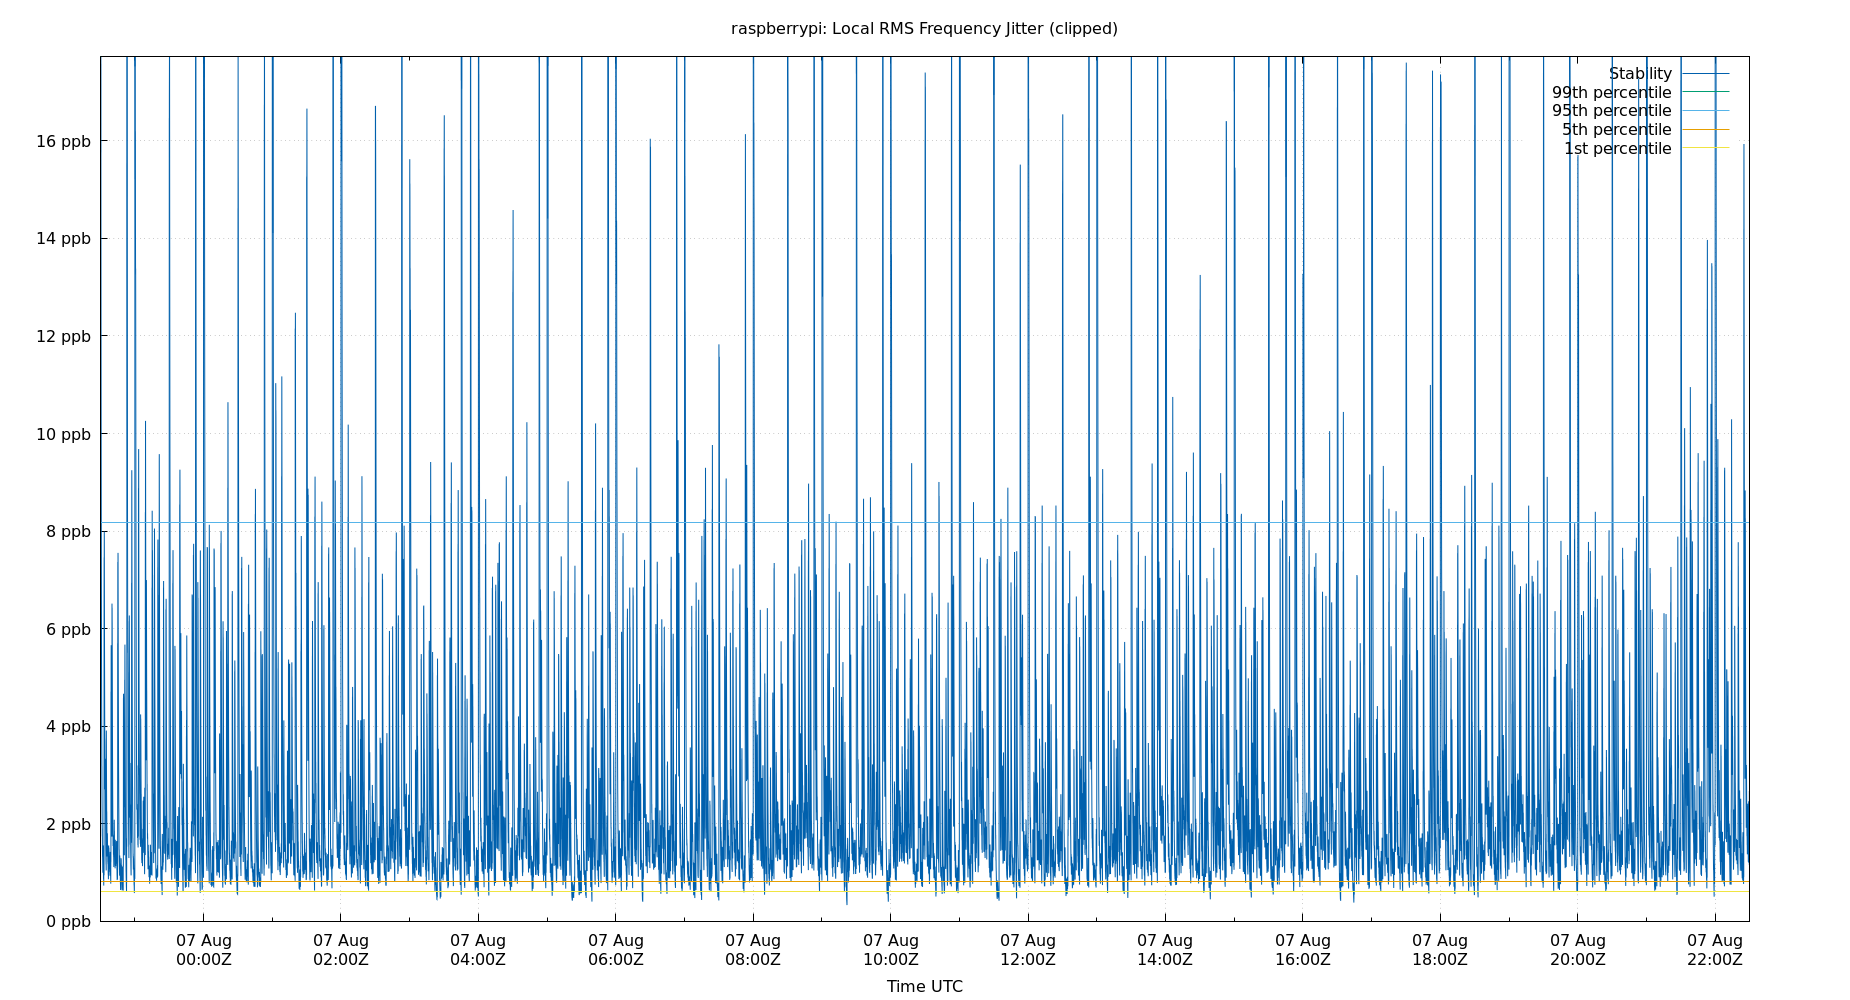 raspberrypi: Local RMS Frequency Jitter (clipped)
Stability
99th percentile
95th percentile
5th percentile
1st percentile
16 ppb
14 ppb
12 ppb
10 ppb
8 ppb
6 ppb
4 ppb
2 ppb
0 ppb
07 Aug 07 Aug 07 Aug 07 Aug 07 Aug 07 Aug 07 Aug 07 Aug 07 Aug 07 Aug 07 Aug 07 Aug
00:00Z 02:00Z 04:00Z 06:00Z 08:00Z 10:00Z 12:00Z 14:00Z 16:00Z 18:00Z 20:00Z 22:00Z
Time UTC